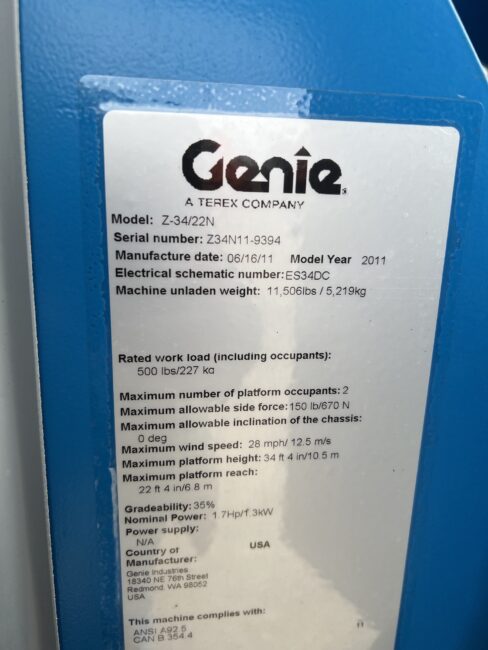 Genie
A TEREX COMPANY
Model: Z-34/22N
Serial number: Z34N11-9394
Manufacture date: 06/16/11 Model Year 2011
Electrical schematic number: ES34DC
Machine unladen weight: 11,506lbs / 5,219kg
Rated work load (including occupants):
500 lbs/227 kg
Maximum number of platform occupants: 2
Maximum allowable side force: 150 lb/670 N
Maximum allowable inclination of the chassis:
0 deg
Maximum wind speed: 28 mph/ 12.5 m/s
Maximum platform height: 34 ft 4 in/10.5 m
Maximum platform reach:
22 ft 4 in/6.8 m
Gradeability: 35%
Nominal Power: 1.7Hp/1.3kW
Power supply:
N/A
Country of USA
Manufacturer:
Genie Industries
18340 NE 76th Street
Redmond, WA 98052
USA
This machine complies with:
ANSI A92.5
CAN B 354.4